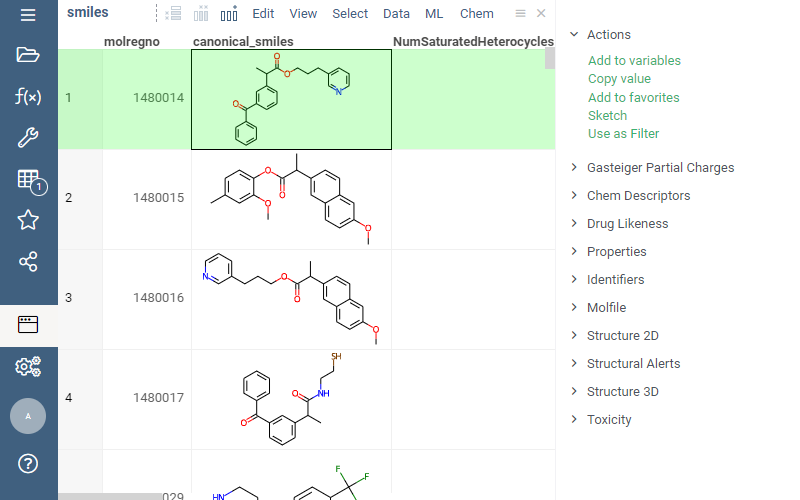 smiles
Edit View Select Data ML Chem
molregno canonical_smiles NumSaturatedHeterocycles
f(x)
1
A
1 1480014
O
O
O
N
2 1480015
O
O
O
O
3 1480016
N
O
O
O
4 1480017
SH
O
NH
O
029
F
F
HN
Actions
Add to variables
Copy value
Add to favorites
Sketch
Use as Filter
Gasteiger Partial Charges
Chem Descriptors
Drug Likeness
Properties
Identifiers
Molfile
Structure 2D
Structural Alerts
Structure 3D
Toxicity